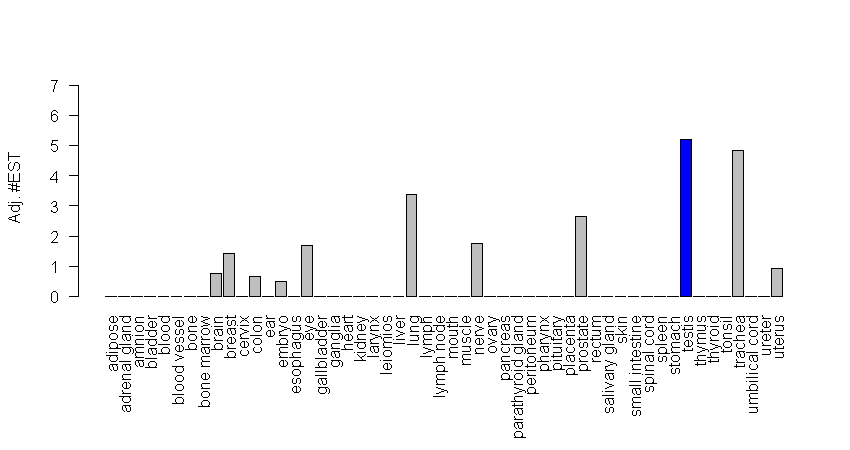 7
6
5
4
3
2
1
0
Adj. #EST
adipose
adrenal gland
amnion
bladder
blood
blood vessel
bone
bone marrow
brain
breast
cervix
colon
ear
embryo
esophagus
eye
gallbladder
ganglia
heart
kidney
larynx
leiomios
liver
lung
lymph
lymph node
mouth
muscle
nerve
ovary
pancreas
parathyroid gland
peritoneum
pharynx
pituitary
placenta
prostate
rectum
salivary gland
skin
small intestine
spinal cord
spleen
stomach
testis
thymus
thyroid
tonsil
trachea
umbilical cord
ureter
uterus